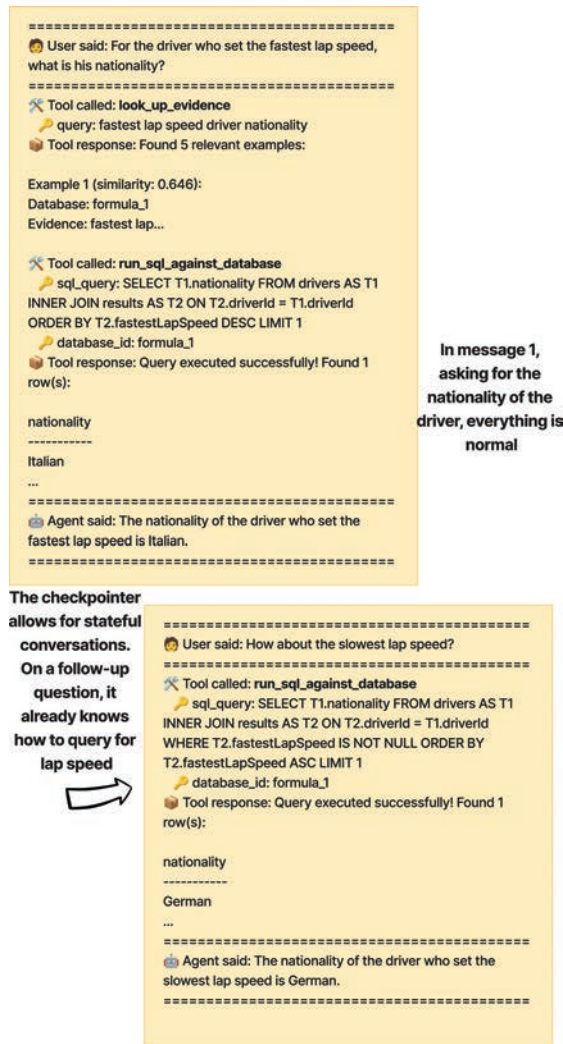 ==========================================
🧑 User said: For the driver who set the fastest lap speed,
what is his nationality?
==========================================
🛠️ Tool called: look_up_evidence
🔑 query: fastest lap speed driver nationality
📦 Tool response: Found 5 relevant examples:
Example 1 (similarity: 0.646):
Database: formula_1
Evidence: fastest lap...
🛠️ Tool called: run_sql_against_database
🔑 sql_query: SELECT T1.nationality FROM drivers AS T1
INNER JOIN results AS T2 ON T2.driverId = T1.driverId
ORDER BY T2.fastestLapSpeed DESC LIMIT 1
🔑 database_id: formula_1
📦 Tool response: Query executed successfully! Found 1
row(s):
nationality
-----------
Italian
...
==========================================
🤖 Agent said: The nationality of the driver who set the
fastest lap speed is Italian.
==========================================
In message 1,
asking for the
nationality of the
driver, everything is
normal
The checkpointer
allows for stateful
conversations.
On a follow-up
question, it
already knows
how to query for
lap speed
==========================================
🧑 User said: How about the slowest lap speed?
==========================================
🛠️ Tool called: run_sql_against_database
🔑 sql_query: SELECT T1.nationality FROM drivers AS T1
INNER JOIN results AS T2 ON T2.driverId = T1.driverId
WHERE T2.fastestLapSpeed IS NOT NULL ORDER BY
T2.fastestLapSpeed ASC LIMIT 1
🔑 database_id: formula_1
📦 Tool response: Query executed successfully! Found 1
row(s):
nationality
-----------
German
...
==========================================
🤖 Agent said: The nationality of the driver who set the
slowest lap speed is German.
==========================================